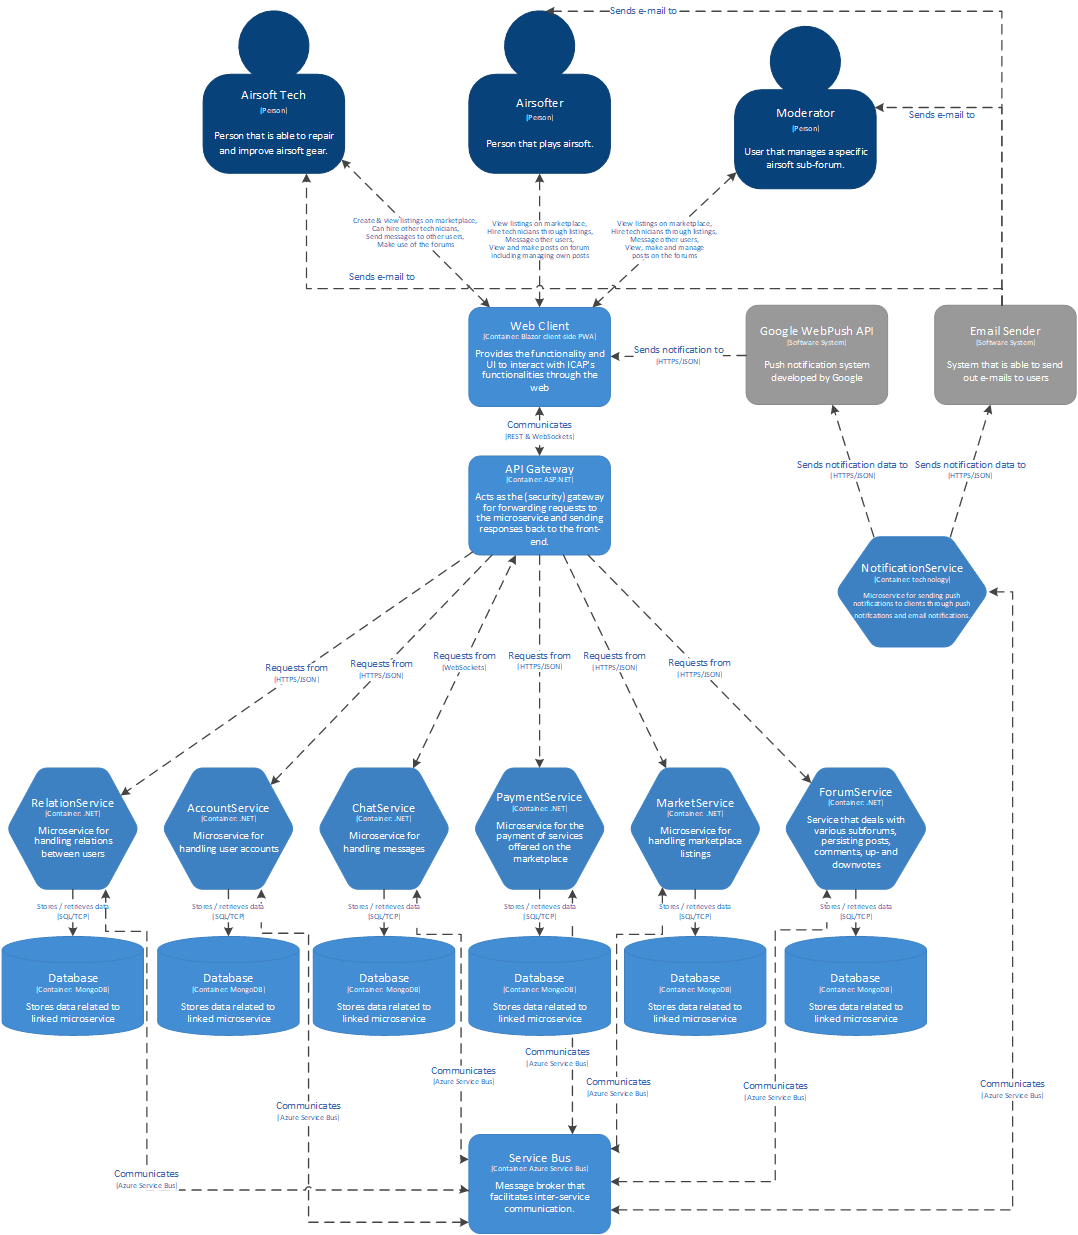 Sends e-mail to
Airsoft Tech
[Person]
Person that is able to repair
and improve airsoft gear.
Airsofter
[Person]
Person that plays airsoft.
Moderator
[Person]
User that manages a specific
airsoft sub-forum.
Sends e-mail to
Create & view listings on marketplace,
Can hire other technicians,
Send messages to other users,
Make use of the forums
View listings on marketplace,
Hire technicians through listings,
Message other users,
View and make posts on forum
including managing own posts
View listings on marketplace,
Hire technicians through listings,
Message other users,
View, make and manage
posts on the forums
Sends e-mail to
Web Client
[Container: Blazor client side PWA]
Provides the functionality and
UI to interact with ICAP's
functionalities through the
web
Sends notification to
[HTTPS/JSON]
Google WebPush API
[Software System]
Push notification system
developed by Google
Email Sender
[Software System]
System that is able to send
out e-mails to users
Communicates
[REST & WebSockets]
API Gateway
[Container: ASP.NET]
Acts as the (security) gateway
for forwarding requests to
the microservice and sending
responses back to the front-
end.
Sends notification data to
[HTTPS/JSON]
Sends notification data to
[HTTPS/JSON]
NotificationService
[Container: technology]
Microservice for sending push
notifications to clients through push
notifcations and email notifications.
Requests from
[HTTPS/JSON]
Requests from
[HTTPS/JSON]
Requests from
[WebSockets]
Requests from
[HTTPS/JSON]
Requests from
[HTTPS/JSON]
Requests from
[HTTPS/JSON]
RelationService
[Container: .NET]
Microservice for
handling relations
between users
AccountService
[Container: .NET]
Microservice for
handling user accounts
ChatService
[Container: .NET]
Microservice for
handling messages
PaymentService
[Container: .NET]
Microservice for the
payment of services
offered on the
marketplace
MarketService
[Container: .NET]
Microservice for
handling marketplace
listings
ForumService
[Container: .NET]
Service that deals with
various subforums,
persisting posts,
comments, up- and
downvotes
Stores / retrieves data
[SQL/TCP]
Stores / retrieves data
[SQL/TCP]
Stores / retrieves data
[SQL/TCP]
Stores / retrieves data
[SQL/TCP]
Stores / retrieves data
[SQL/TCP]
Stores / retrieves data
[SQL/TCP]
Database
[Container: MongoDB]
Stores data related to
linked microservice
Database
[Container: MongoDB]
Stores data related to
linked microservice
Database
[Container: MongoDB]
Stores data related to
linked microservice
Database
[Container: MongoDB]
Stores data related to
linked microservice
Database
[Container: MongoDB]
Stores data related to
linked microservice
Database
[Container: MongoDB]
Stores data related to
linked microservice
Communicates
[Azure Service Bus]
Communicates
[Azure Service Bus]
Communicates
[Azure Service Bus]
Communicates
[Azure Service Bus]
Communicates
[Azure Service Bus]
Communicates
[Azure Service Bus]
Communicates
[Azure Service Bus]
Service Bus
[Container: Azure Service Bus]
Message broker that
facilitates inter-service
communication.